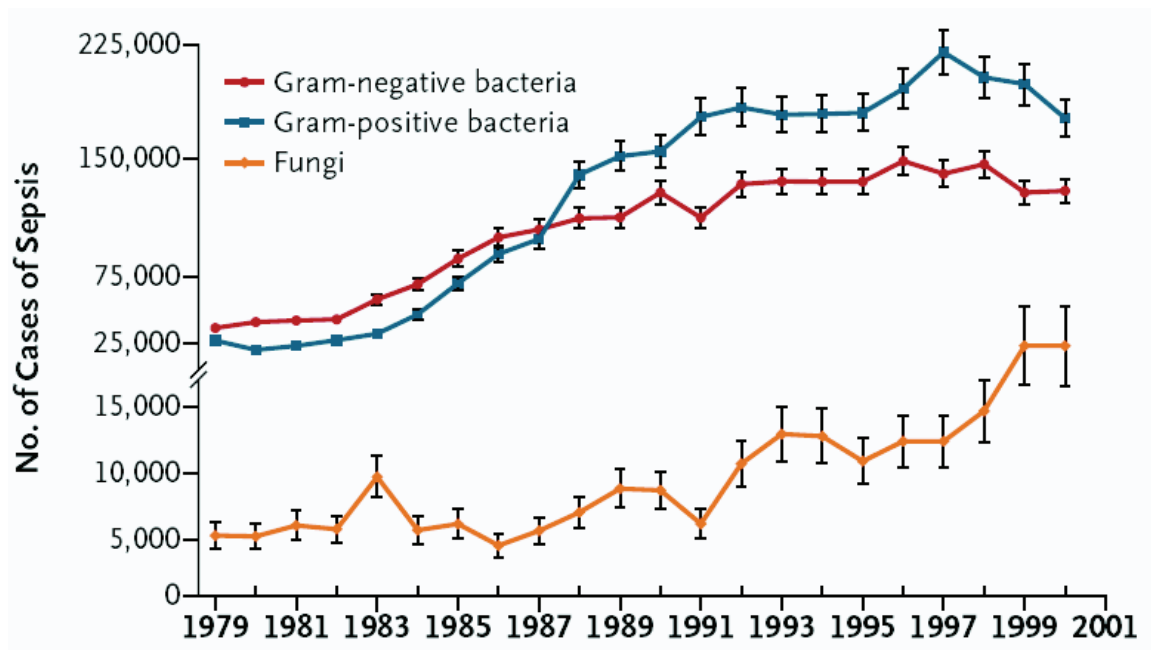 225,000
150,000
75,000
25,000
15,000
10,000
5,000
0
No. of Cases of Sepsis
Gram-negative bacteria
Gram-positive bacteria
Fungi
1979 1981 1983 1985 1987 1989 1991 1993 1995 1997 1999 2001